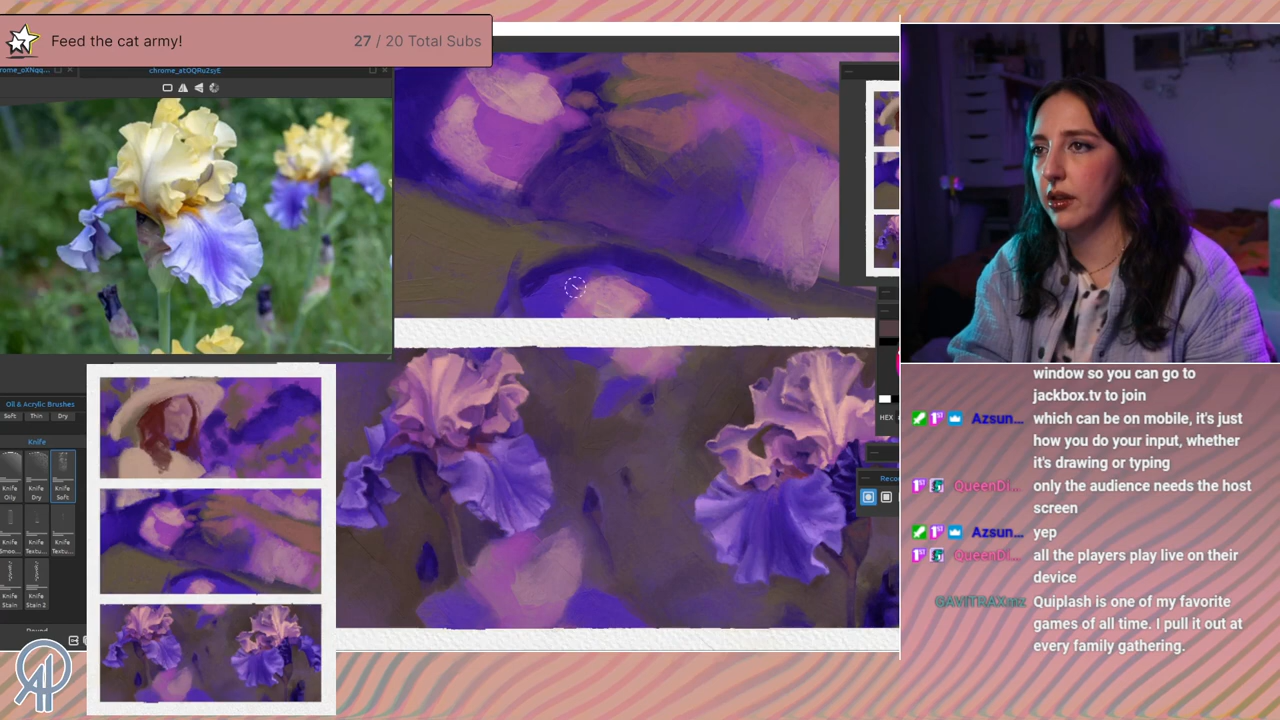 Feed the cat army!
27 / 20 Total Subs
chrome_atOQRu2syE
Oil & Acrylic Brushes
Soft Thin Dry
Knife
Knife Oily
Knife Dry
Knife Soft
Knife Smoo...
Knife Textu...
Knife Textu...
Knife Stain
Knife Stain 2
HEX
window so you can go to
jackbox.tv to join
Azsun... which can be on mobile, it's just
how you do your input, whether
it's drawing or typing
QueenDi... only the audience needs the host
screen
Azsun... yep
QueenDi... all the players play live on their
device
GAVITRAXmz Quiplash is one of my favorite
games of all time. I pull it out at
every family gathering.